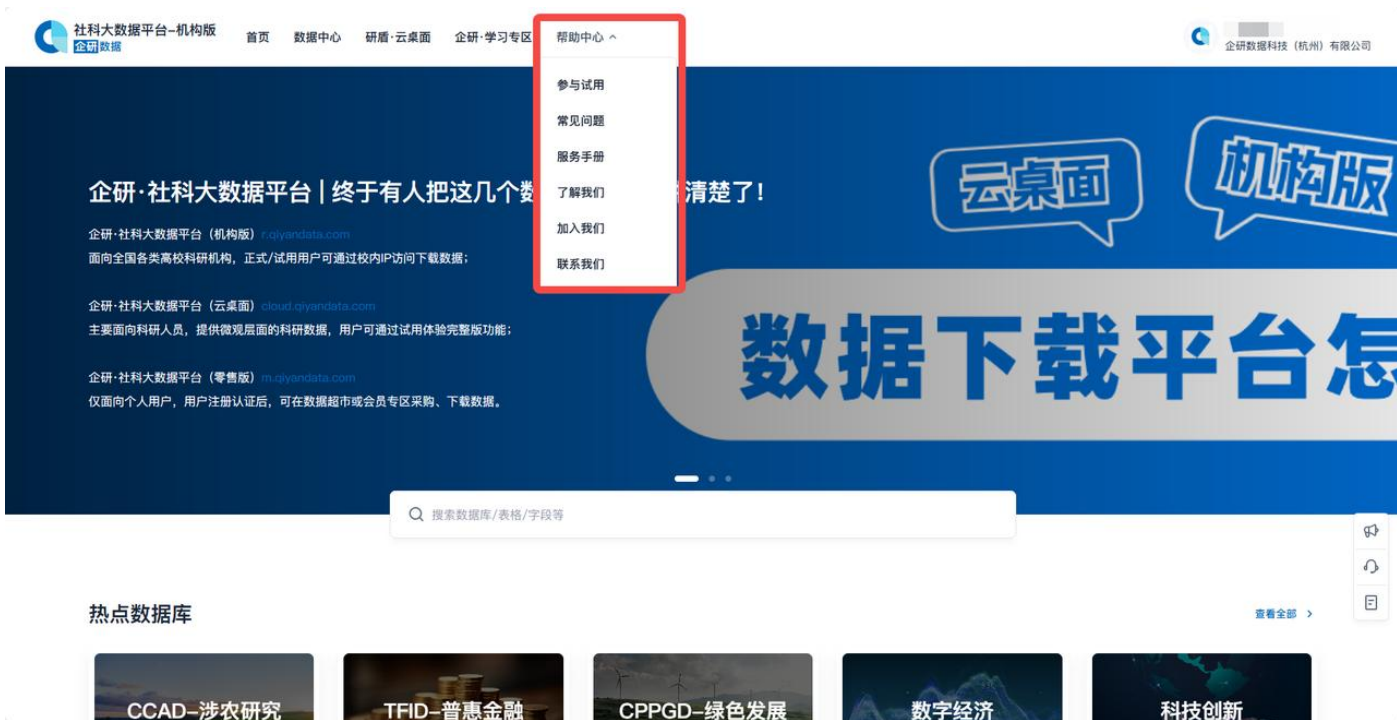 社科大数据平台-机构版
企研数据
首页 数据中心 研盾·云桌面 企研·学习专区 帮助中心
企研数据科技（杭州）有限公司
参与试用
常见问题
服务手册
了解我们
加入我们
联系我们
企研·社科大数据平台 | 终于有人把这几个数 清楚了！
企研·社科大数据平台（机构版）r.qiyandata.com
面向全国各类高校科研机构，正式/试用用户可通过校内IP访问下载数据；
企研·社科大数据平台（云桌面）cloud.qiyandata.com
主要面向科研人员，提供微观层面的科研数据，用户可通过试用体验完整版功能；
企研·社科大数据平台（零售版）m.qiyandata.com
仅面向个人用户，用户注册认证后，可在数据超市或会员专区采购、下载数据。
云桌面
机构版
数据下载平台怎
搜索数据库/表格/字段等
热点数据库
查看全部
CCAD-涉农研究
TFID-普惠金融
CPPGD-绿色发展
数字经济
科技创新